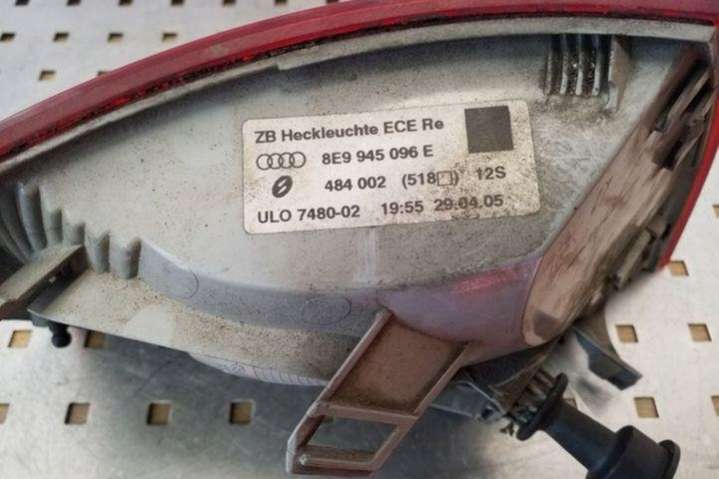 ZB Heckleuchte ECE Re
8E9 945 096 E
484 002 (518□) 12S
ULO 7480-02 19:55 29.04.05